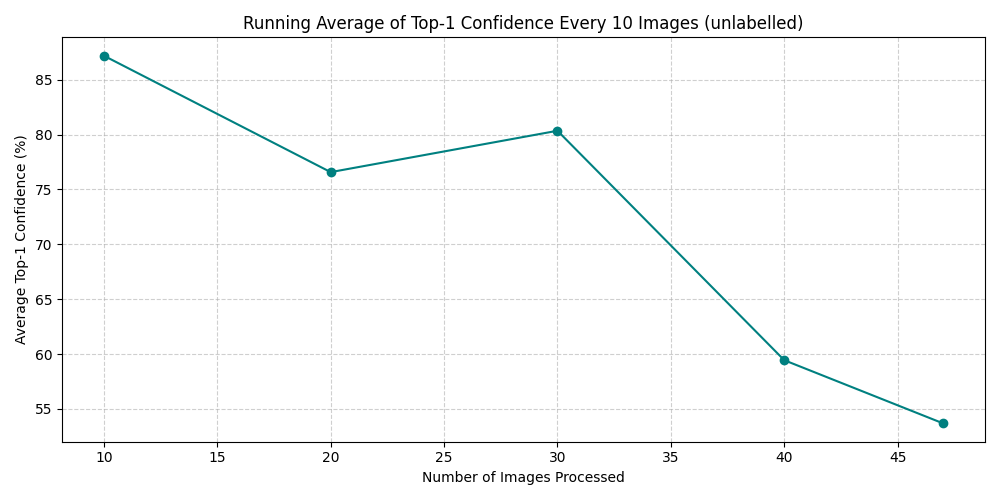 Running Average of Top-1 Confidence Every 10 Images (unlabelled)
Average Top-1 Confidence (%)
85
80
75
70
65
60
55
10 15 20 25 30 35 40 45
Number of Images Processed